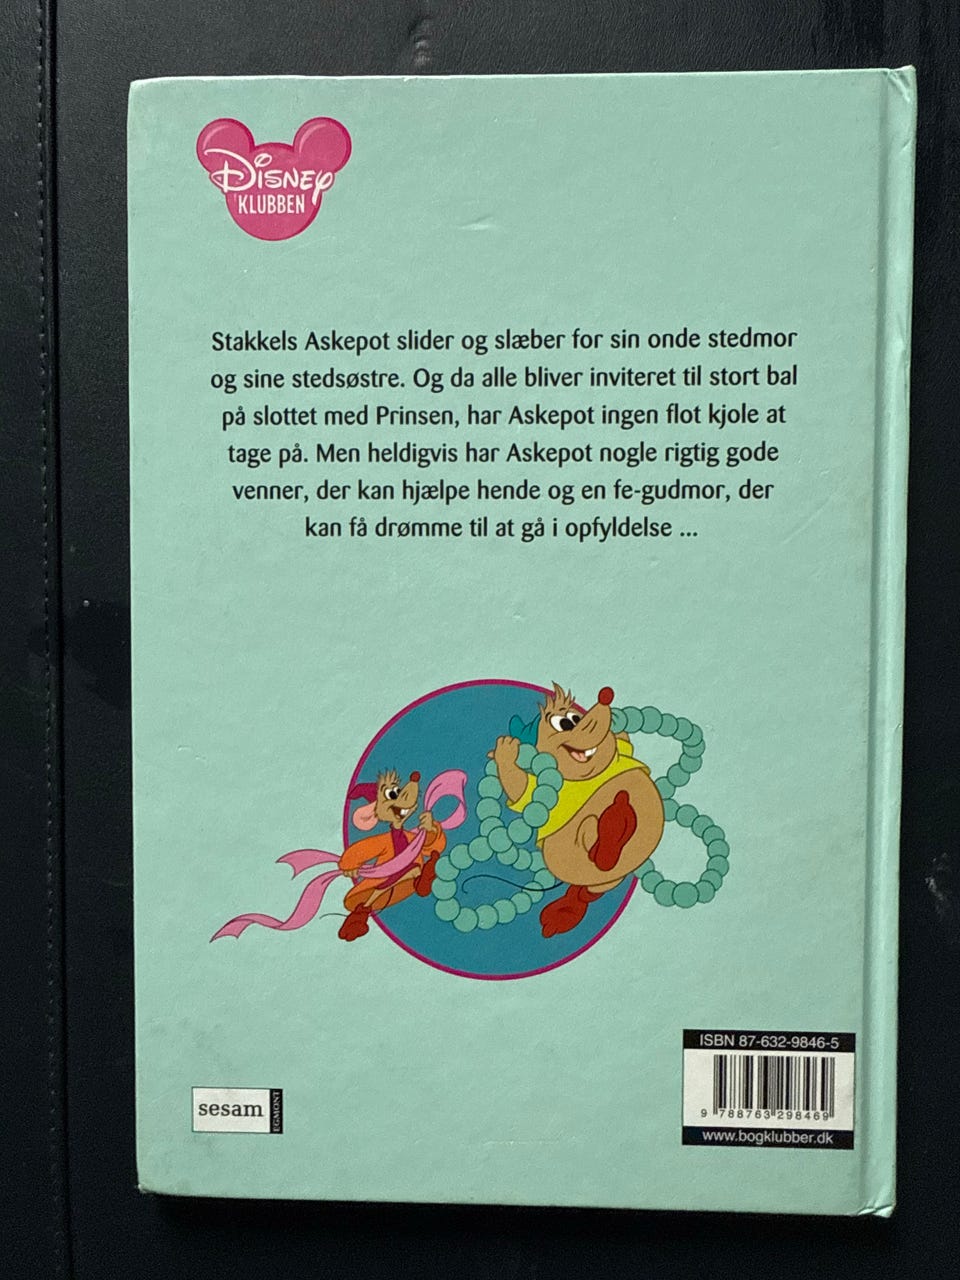 Disney
KLUBBEN
Stakkels Askepot slider og slæber for sin onde stedmor
og sine stedsøstre. Og da alle bliver inviteret til stort bal
på slottet med Prinsen, har Askepot ingen flot kjole at
tage på. Men heldigvis har Askepot nogle rigtig gode
venner, der kan hjælpe hende og en fe-gudmor, der
kan få drømme til at gå i opfyldelse ...
sesam
EGMONT
ISBN 87-632-9846-5
9 788763 298469
www.bogklubber.dk